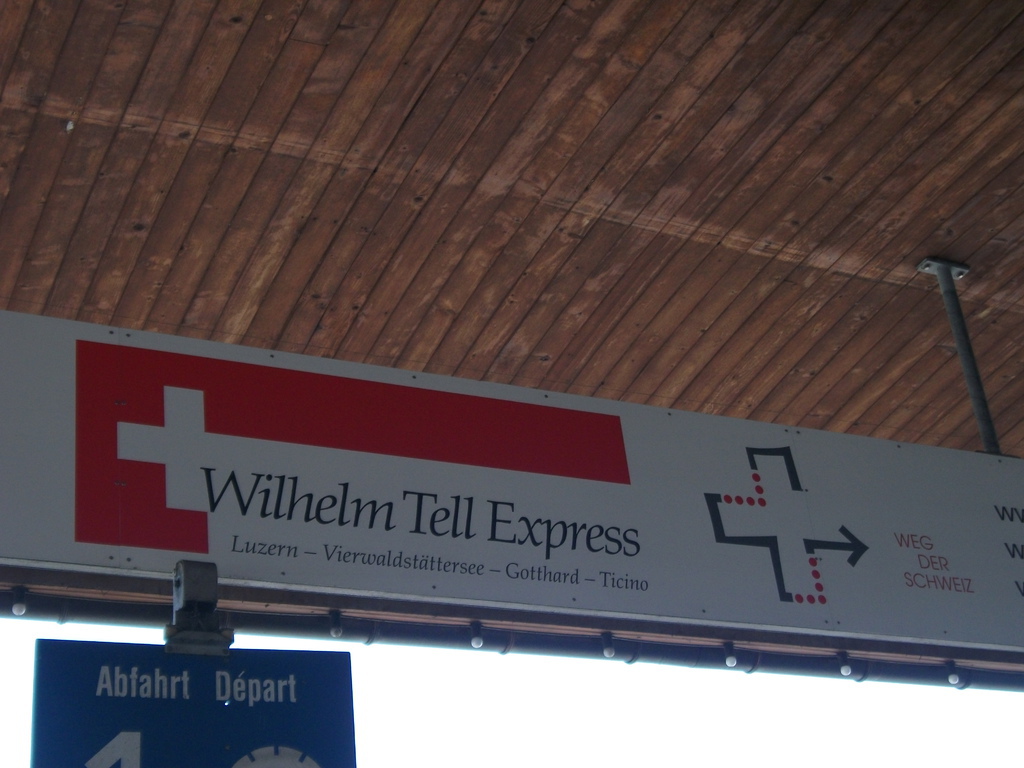 Wilhelm Tell Express
Luzern – Vierwaldstättersee – Gotthard – Ticino
WEG
DER
SCHWEIZ
Abfahrt Départ